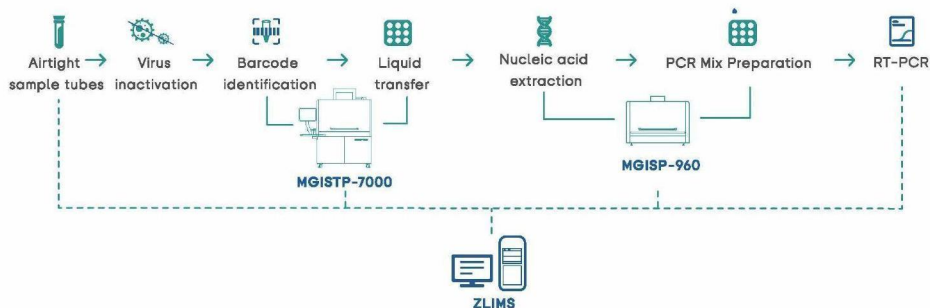 Airtight
sample tubes
Virus
inactivation
Barcode
identification
Liquid
transfer
Nucleic acid
extraction
PCR Mix Preparation
RT-PCR
MGISTP-7000
MGISP-960
ZLIMS